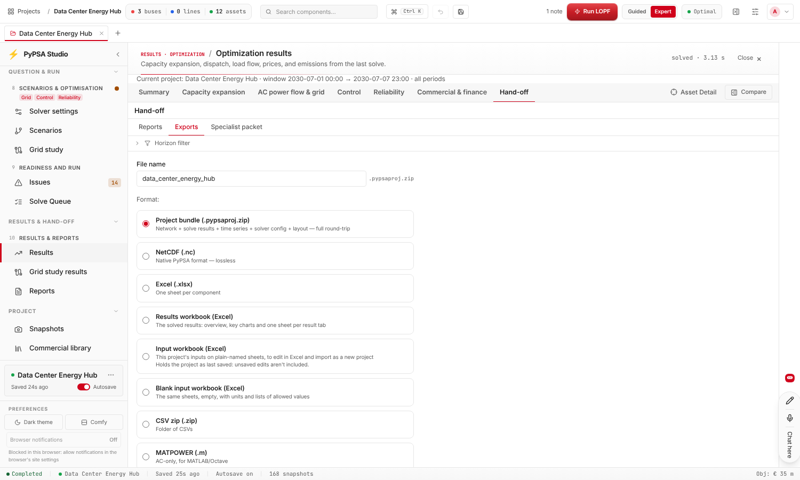 Projects / Data Center Energy Hub
3 buses 0 lines 12 assets
Search components...
Ctrl K
1 note
Run LOPF
Guided Expert
Optimal
A
Data Center Energy Hub ×
PyPSA Studio
QUESTION & RUN
SCENARIOS & OPTIMISATION
Grid Control Reliability
Solver settings
Scenarios
Grid study
READINESS AND RUN
Issues 14
Solve Queue
RESULTS & HAND-OFF
10 RESULTS & REPORTS
Results
Grid study results
Reports
PROJECT
Snapshots
Commercial library
Data Center Energy Hub ...
Saved 24s ago Autosave
PREFERENCES
Dark theme Comfy
Browser notifications Off
Blocked in this browser: allow notifications in the
browser's site settings
RESULTS · OPTIMIZATION / Optimization results
Capacity expansion, dispatch, load flow, prices, and emissions from the last solve.
solved · 3.13 s
Close ×
Current project: Data Center Energy Hub · window 2030-07-01 00:00 → 2030-07-07 23:00 · all periods
Summary Capacity expansion AC power flow & grid Control Reliability Commercial & finance Hand-off
Asset Detail Compare
Hand-off
Reports Exports Specialist packet
Horizon filter
File name
data_center_energy_hub .pypsaproj.zip
Format:
Project bundle (.pypsaproj.zip)
Network + solve results + time series + solver config + layout — full round-trip
NetCDF (.nc)
Native PyPSA format — lossless
Excel (.xlsx)
One sheet per component
Results workbook (Excel)
The solved results: overview, key charts and one sheet per result tab
Input workbook (Excel)
This project's inputs on plain-named sheets, to edit in Excel and import as a new project
Holds the project as last saved: unsaved edits aren't included.
Blank input workbook (Excel)
The same sheets, empty, with units and lists of allowed values
CSV zip (.zip)
Folder of CSVs
MATPOWER (.m)
AC-only, for MATLAB/Octave
Chat here
Completed Data Center Energy Hub Saved 25s ago Autosave on 168 snapshots
Obj: € 35 m